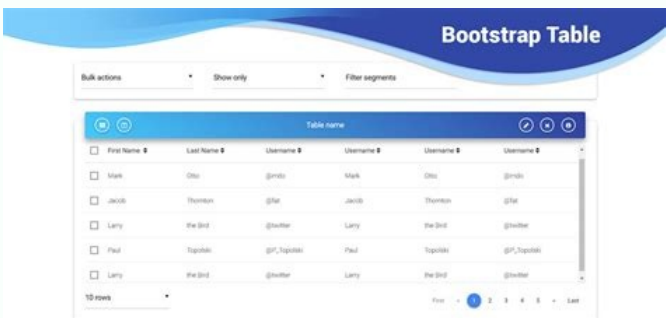 Bootstrap Table
Bulk actions Show only Filter segments
Table name
First Name Last Name Username Username Username Username
Mark Otto @mdo Mark Otto @mdo
Jacob Thornton @fat Jacob Thornton @fat
Larry the Bird @twitter Larry the Bird @twitter
Paul Topolski @P_Topolski Paul Topolski @P_Topolski
Larry the Bird @twitter Larry the Bird @twitter
10 rows First « 1 2 3 4 5 » Last